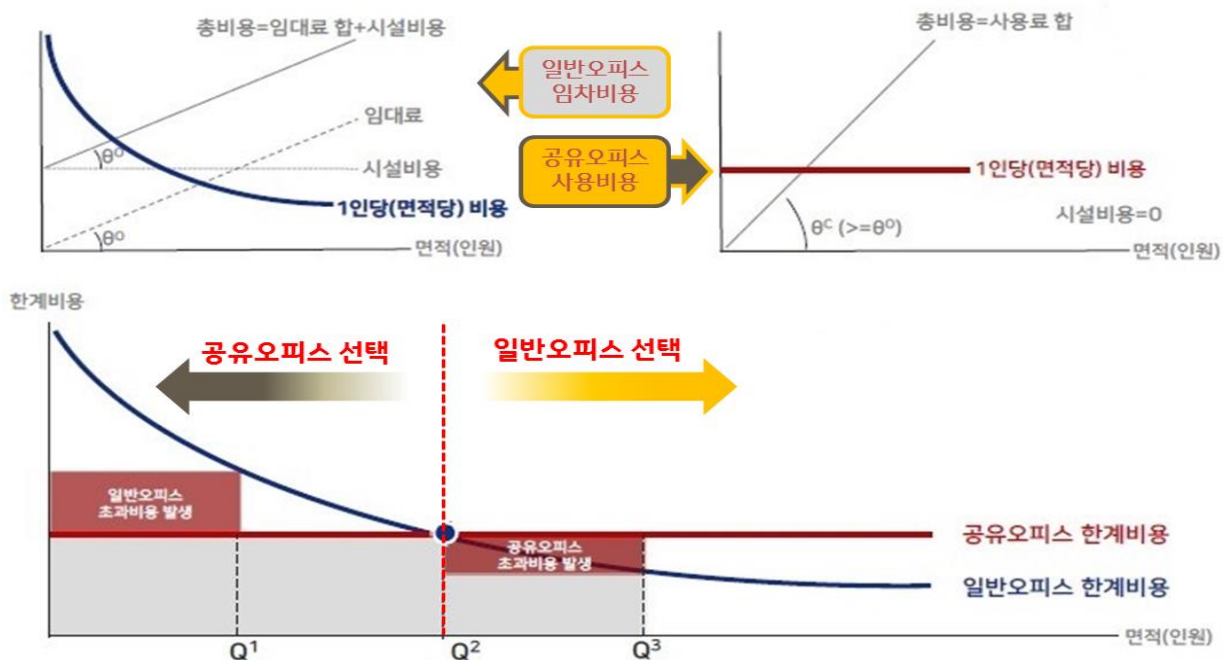 총비용=임대료 합+시설비용
임대료
시설비용
1인당(면적당) 비용
θ⁰
θ⁰
면적(인원)
일반오피스
임차비용
공유오피스
사용비용
총비용=사용료 합
1인당(면적당) 비용
시설비용=0
θᶜ (>=θ⁰)
면적(인원)
한계비용
공유오피스 선택
일반오피스 선택
일반오피스
초과비용 발생
공유오피스
초과비용 발생
공유오피스 한계비용
일반오피스 한계비용
면적(인원)
Q¹
Q²
Q³